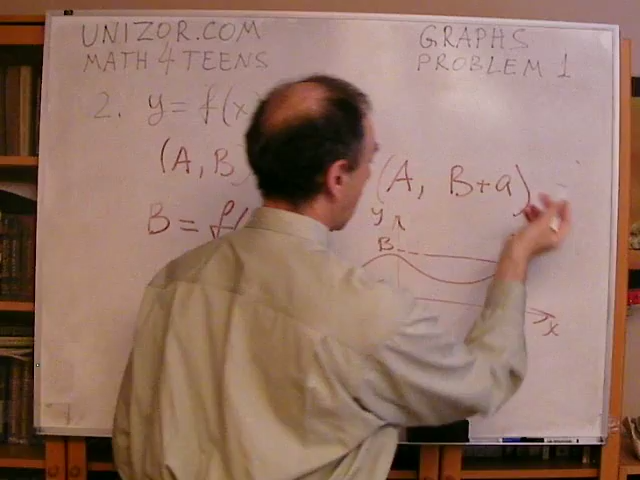 UNIZOR.COM
MATH 4 TEENS
GRAPHS
PROBLEM 1
2. y = f(x)
(A, B)
(A, B+a)
B = f(
y
B
x